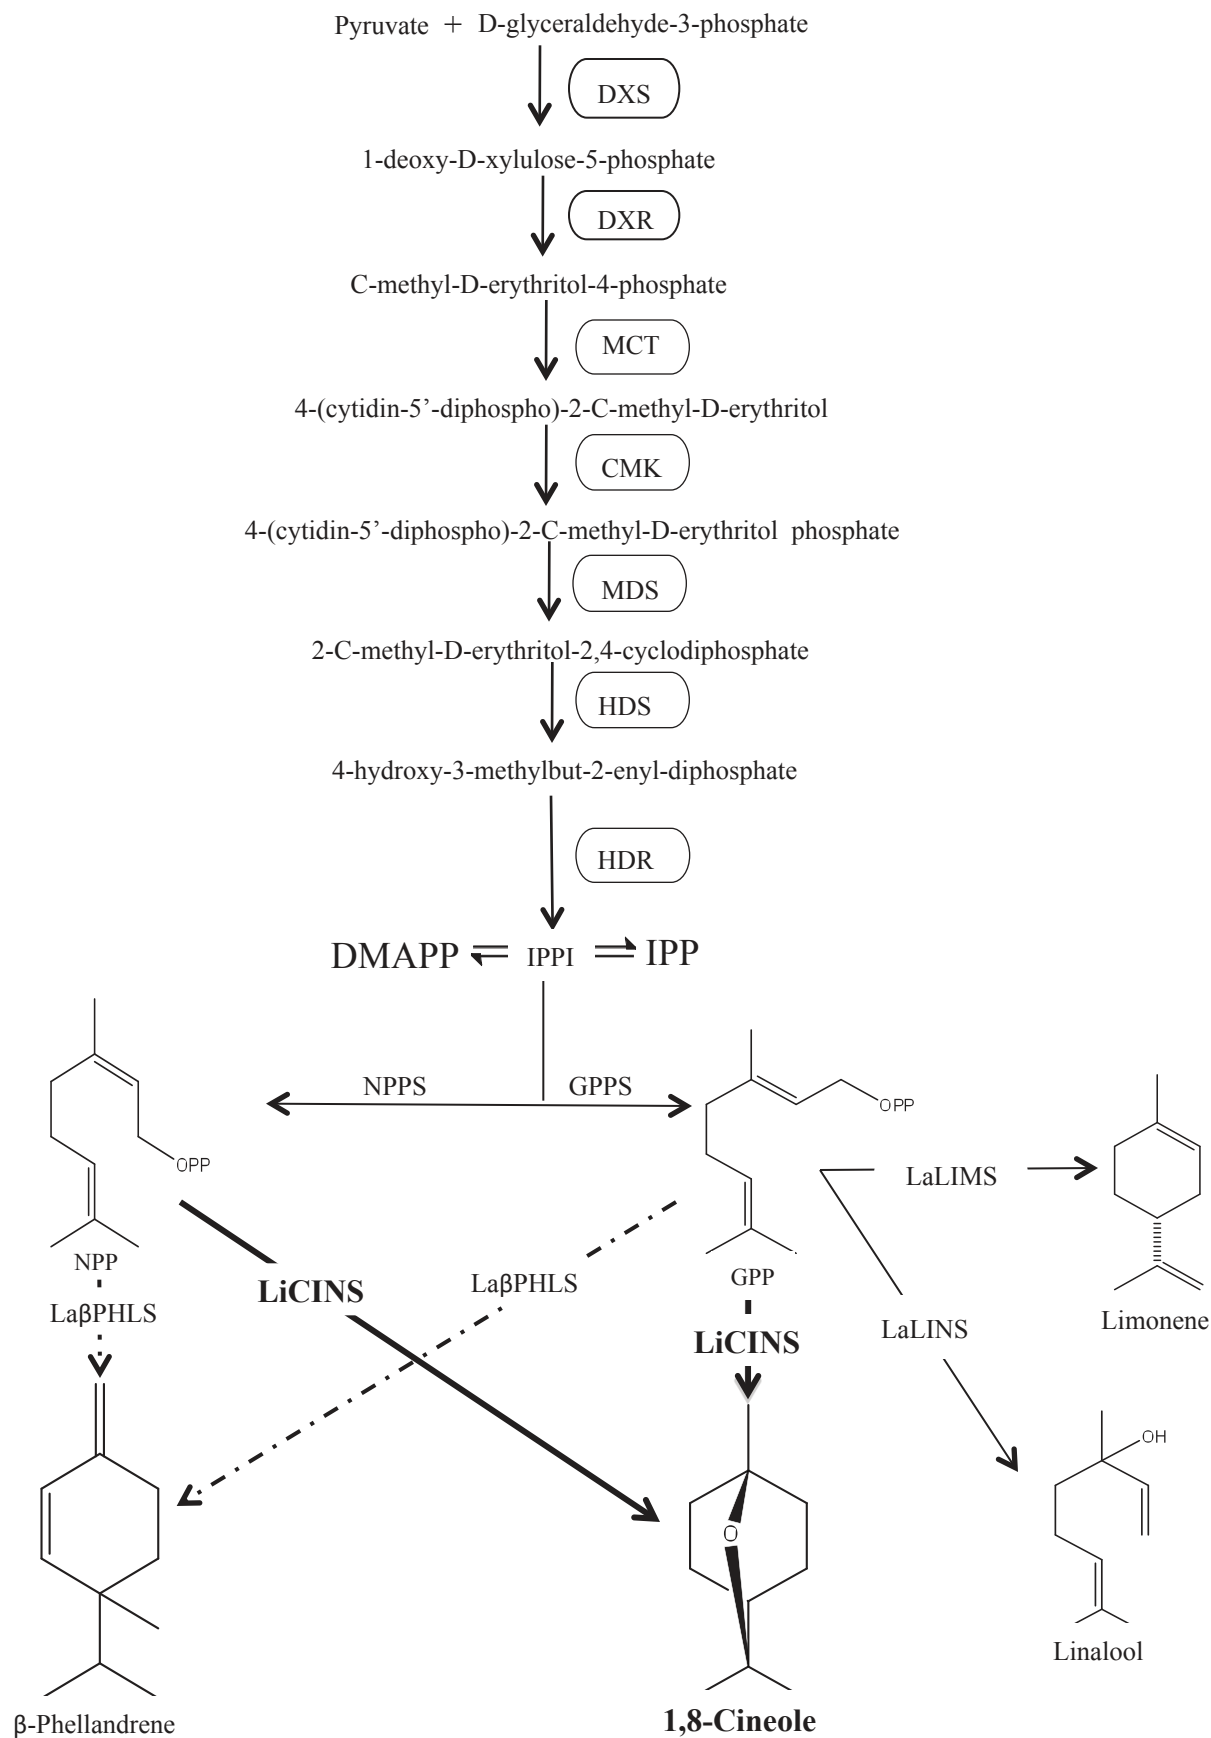 Pyruvate + D-glyceraldehyde-3-phosphate
DXS
1-deoxy-D-xylulose-5-phosphate
DXR
C-methyl-D-erythritol-4-phosphate
MCT
4-(cytidin-5’-diphospho)-2-C-methyl-D-erythritol
CMK
4-(cytidin-5’-diphospho)-2-C-methyl-D-erythritol phosphate
MDS
2-C-methyl-D-erythritol-2,4-cyclodiphosphate
HDS
4-hydroxy-3-methylbut-2-enyl-diphosphate
HDR
DMAPP IPPI IPP
NPPS GPPS
OPP
OPP
LaLIMS
NPP
GPP
LaβPHLS
LaβPHLS
LiCINS
LiCINS
LaLINS
Limonene
OH
O
Linalool
β-Phellandrene
1,8-Cineole